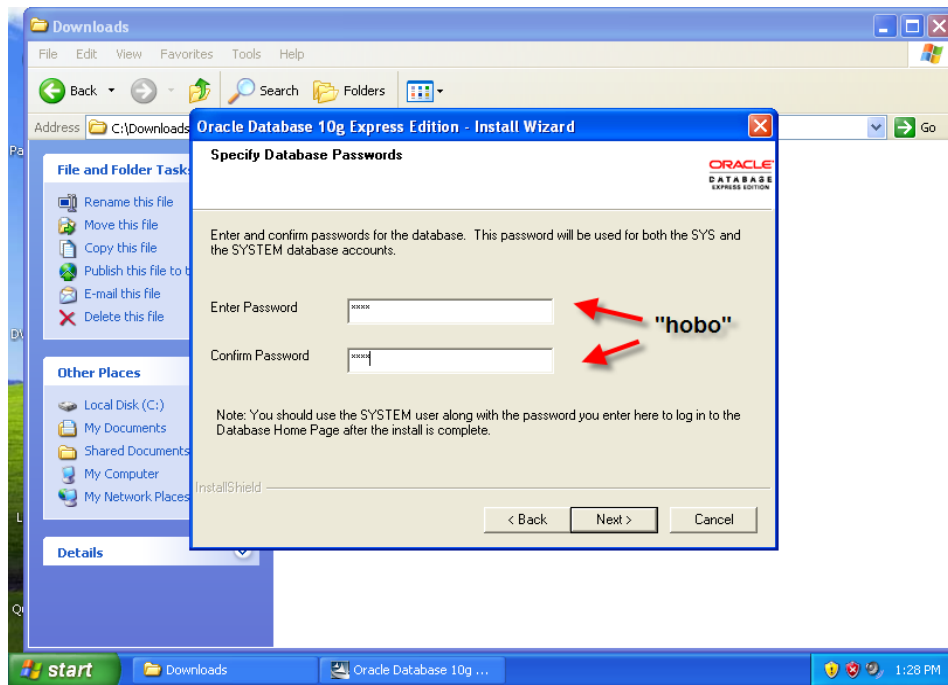 Downloads
File Edit View Favorites Tools Help
Back Search Folders
Address C:\Downloads Go
Oracle Database 10g Express Edition - Install Wizard
Specify Database Passwords
ORACLE
DATABASE
EXPRESS EDITION
Enter and confirm passwords for the database. This password will be used for both the SYS and
the SYSTEM database accounts.
Enter Password xxxx
"hobo"
Confirm Password xxxx
Note: You should use the SYSTEM user along with the password you enter here to log in to the
Database Home Page after the install is complete.
InstallShield
< Back Next > Cancel
File and Folder Task
Rename this file
Move this file
Copy this file
Publish this file to t
E-mail this file
Delete this file
Other Places
Local Disk (C:)
My Documents
Shared Documents
My Computer
My Network Places
Details
Pa
L
start Downloads Oracle Database 10g ... 1:28 PM